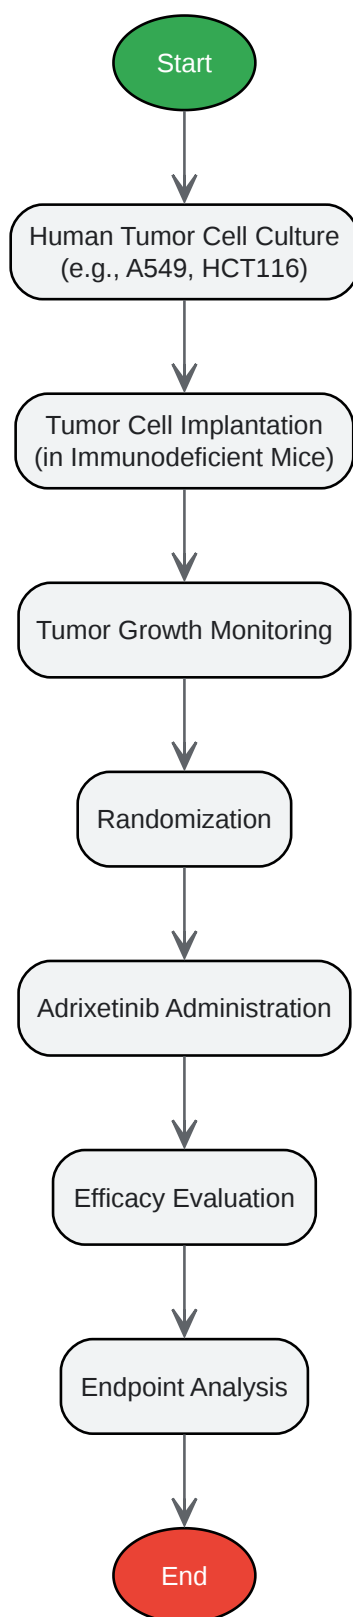 Start
Human Tumor Cell Culture
(e.g., A549, HCT116)
Tumor Cell Implantation
(in Immunodeficient Mice)
Tumor Growth Monitoring
Randomization
Adrixetinib Administration
Efficacy Evaluation
Endpoint Analysis
End